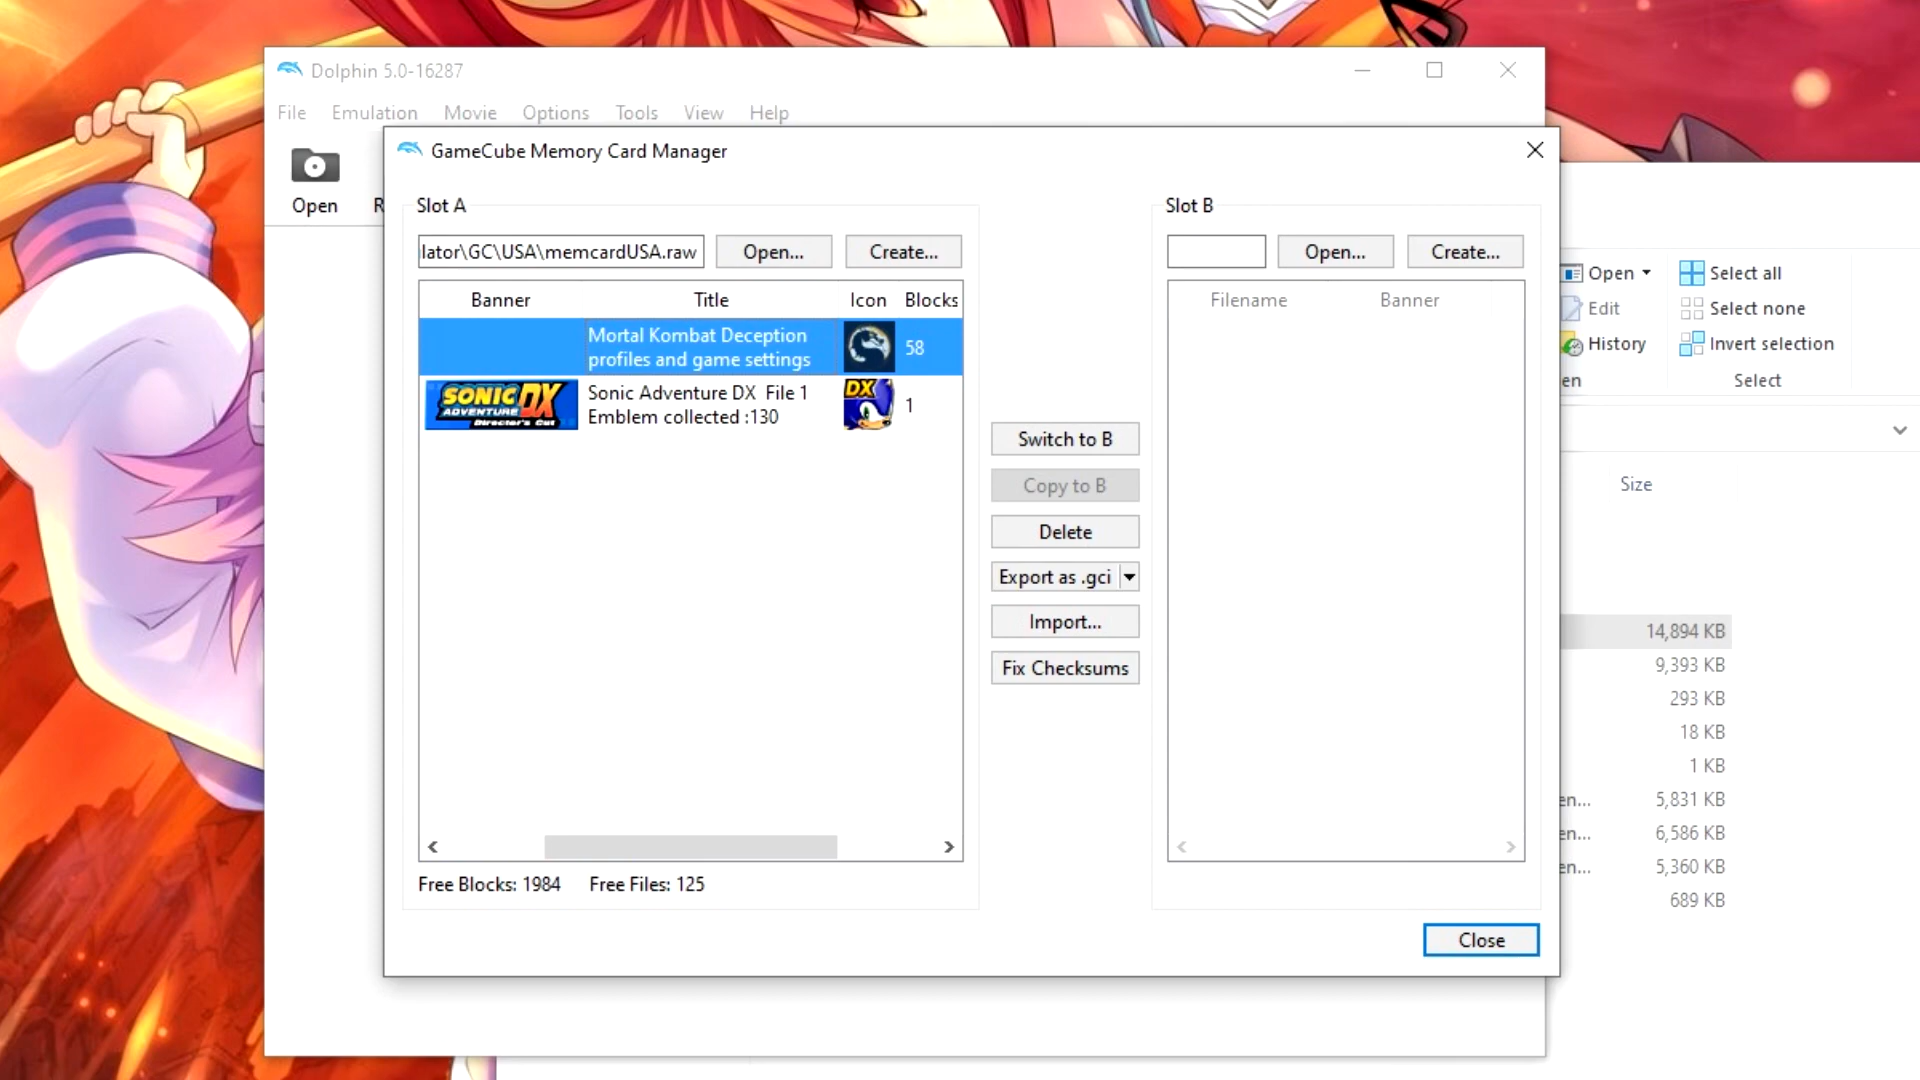 Dolphin 5.0-16287
File Emulation Movie Options Tools View Help
Open
R
GameCube Memory Card Manager
Slot A
lator\GC\USA\memcardUSA.raw Open... Create...
Banner Title Icon Blocks
Mortal Kombat Deception
profiles and game settings
58
SONIC
ADVENTURE DX
Director's Cut
Sonic Adventure DX File 1
Emblem collected :130
DX
1
Free Blocks: 1984 Free Files: 125
Switch to B
Copy to B
Delete
Export as .gci
Import...
Fix Checksums
Slot B
Open... Create...
Filename Banner
Close
Open Select all
Edit Select none
History Invert selection
en Select
Size
14,894 KB
9,393 KB
293 KB
18 KB
1 KB
en... 5,831 KB
en... 6,586 KB
en... 5,360 KB
689 KB